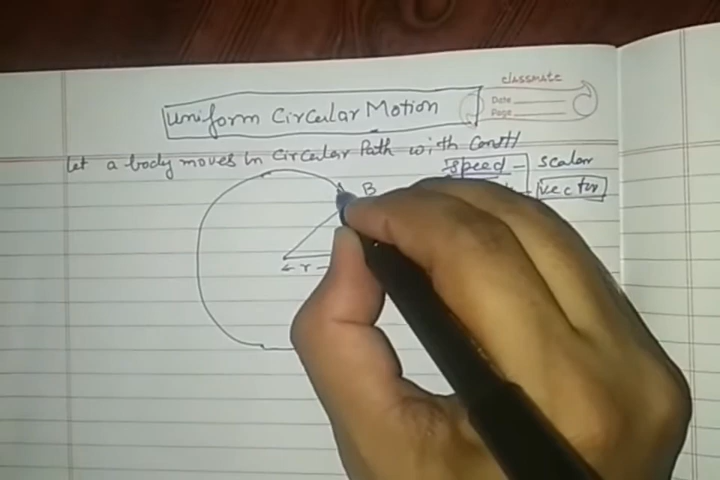 classmate
Date
Page
Uniform Circular Motion
Let a body moves in circular Path with Const
speed - scalar
vector
B
← r -